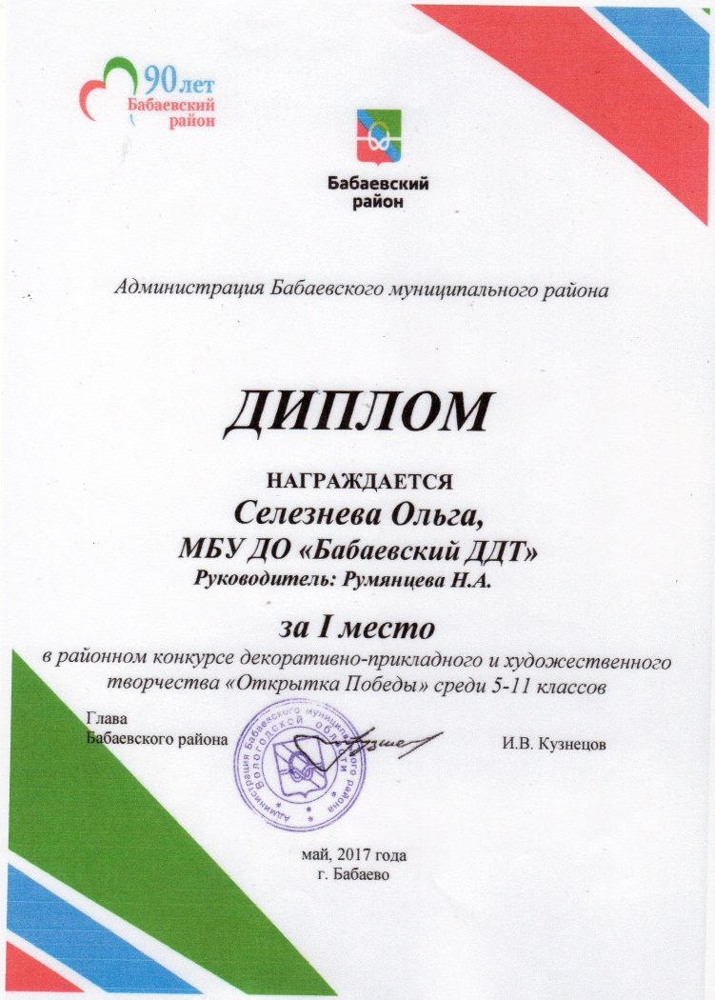 90 лет
Бабаевский
район
Бабаевский
район
Администрация Бабаевского муниципального района
ДИПЛОМ
НАГРАЖДАЕТСЯ
Селезнева Ольга,
МБУ ДО «Бабаевский ДДТ»
Руководитель: Румянцева Н.А.
за I место
в районном конкурсе декоративно-прикладного и художественного
творчества «Открытка Победы» среди 5-11 классов
Глава
Бабаевского района
И.В. Кузнецов
Администрация Бабаевского муниципального района
Вологодской области
май, 2017 года
г. Бабаево